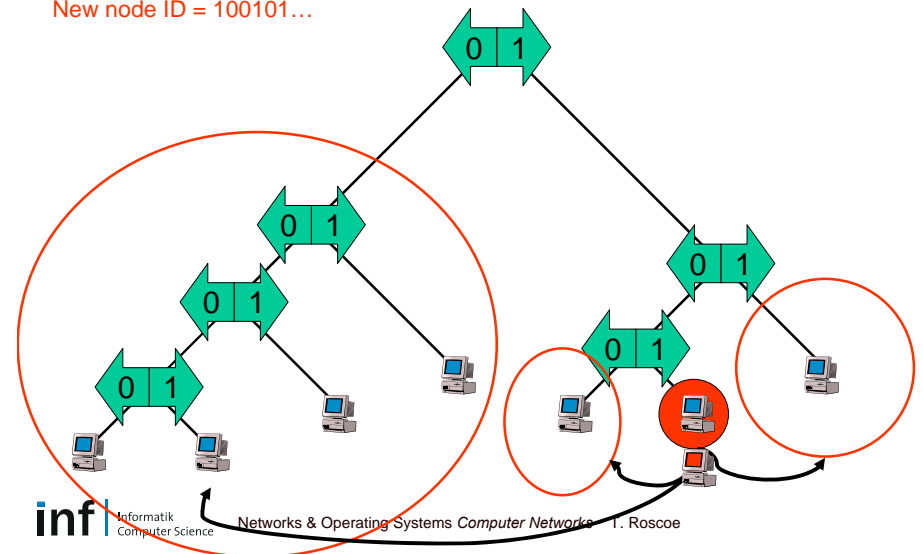 New node ID = 100101…
0 1
0 1
0 1
0 1
0 1
0 1
inf Informatik
Computer Science
Networks & Operating Systems Computer Networks T. Roscoe